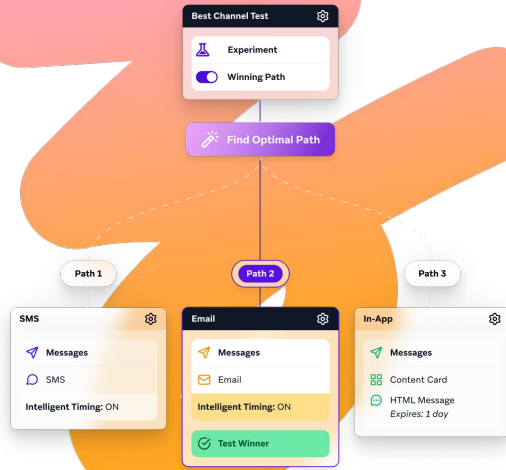 Best Channel Test
Experiment
Winning Path
Find Optimal Path
Path 1
Path 2
Path 3
SMS
Messages
SMS
Intelligent Timing: ON
Email
Messages
Email
Intelligent Timing: ON
Test Winner
In-App
Messages
Content Card
HTML Message
Expires: 1 day